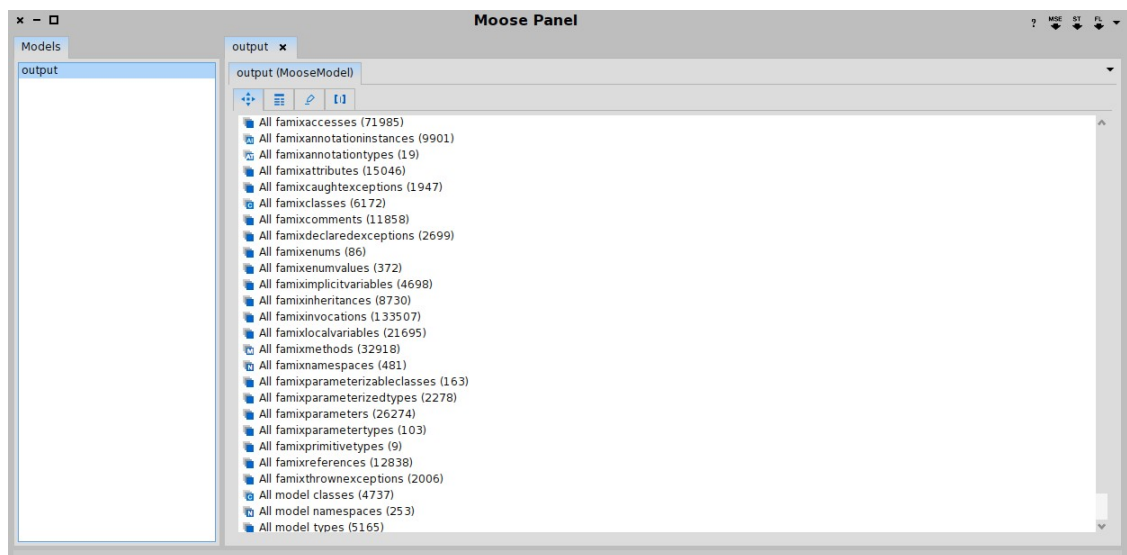 Moose Panel
? MSE ST FL
Models
output
output
output (MooseModel)
All famixaccesses (71985)
All famixannotationinstances (9901)
All famixannotationtypes (19)
All famixattributes (15046)
All famixcaughtexceptions (1947)
All famixclasses (6172)
All famixcomments (11858)
All famixdeclaredexceptions (2699)
All famixenums (86)
All famixenumvalues (372)
All famiximplicitvariables (4698)
All famixinheritances (8730)
All famixinvocations (133507)
All famixlocalvariables (21695)
All famixmethods (32918)
All famixnamespaces (481)
All famixparameterizableclasses (163)
All famixparameterizedtypes (2278)
All famixparameters (26274)
All famixparametertypes (103)
All famixprimitivetypes (9)
All famixreferences (12838)
All famixthrownexceptions (2006)
All model classes (4737)
All model namespaces (253)
All model types (5165)